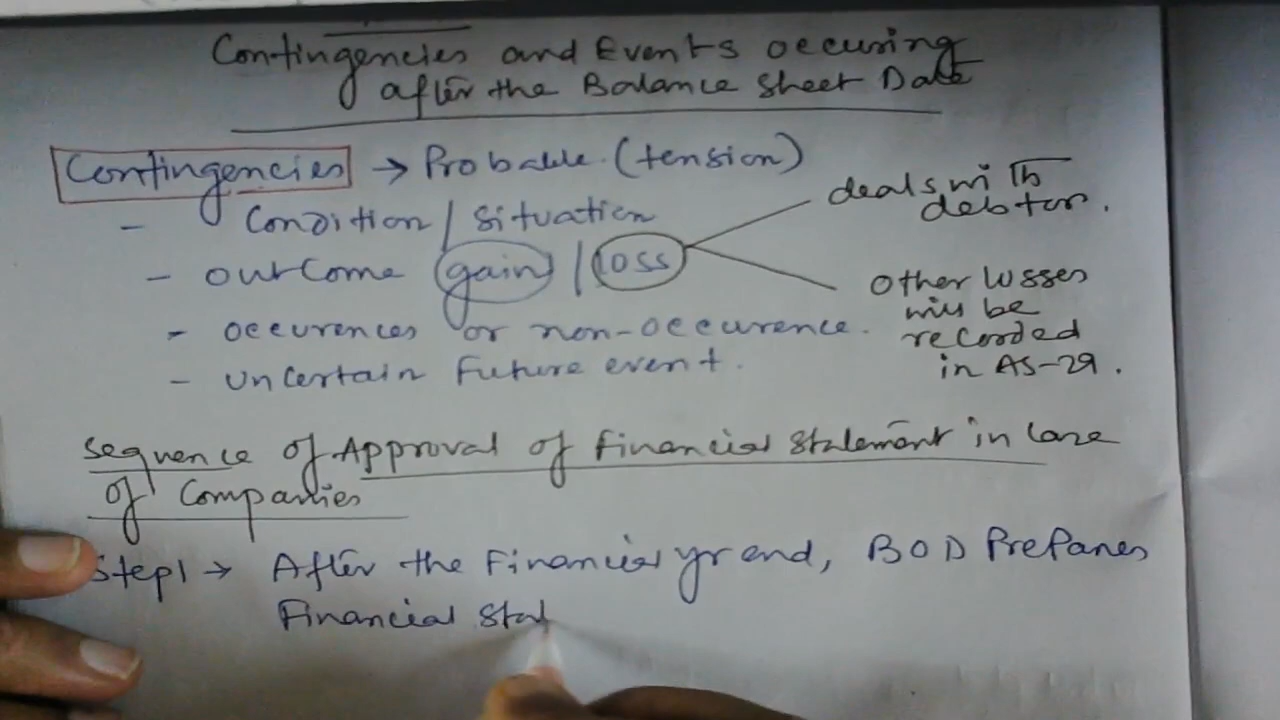 Contingencies and Events occuring
after the Balance Sheet Date
Contingencies → Probable (tension)
- Condition / Situation
- outcome gain / loss
deals with
debtor.
- occurences or non-occurence.
- uncertain future event.
Other losses
will be
recorded
in AS-29.
Sequence of Approval of Financial Statement in Case
of Companies
Step1 → After the Financial yr end, BOD Prepares
Financial Stat